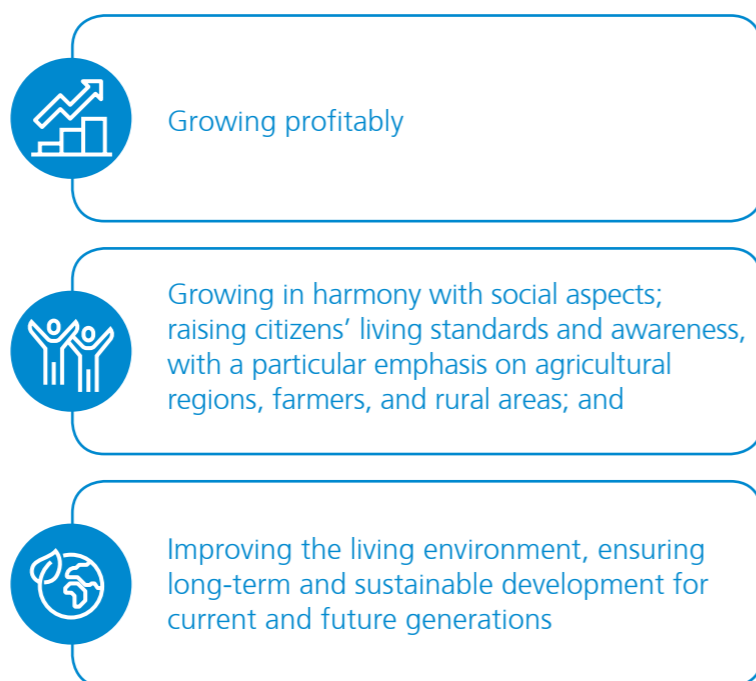 Growing profitably
Growing in harmony with social aspects;
raising citizens’ living standards and awareness,
with a particular emphasis on agricultural
regions, farmers, and rural areas; and
Improving the living environment, ensuring
long-term and sustainable development for
current and future generations